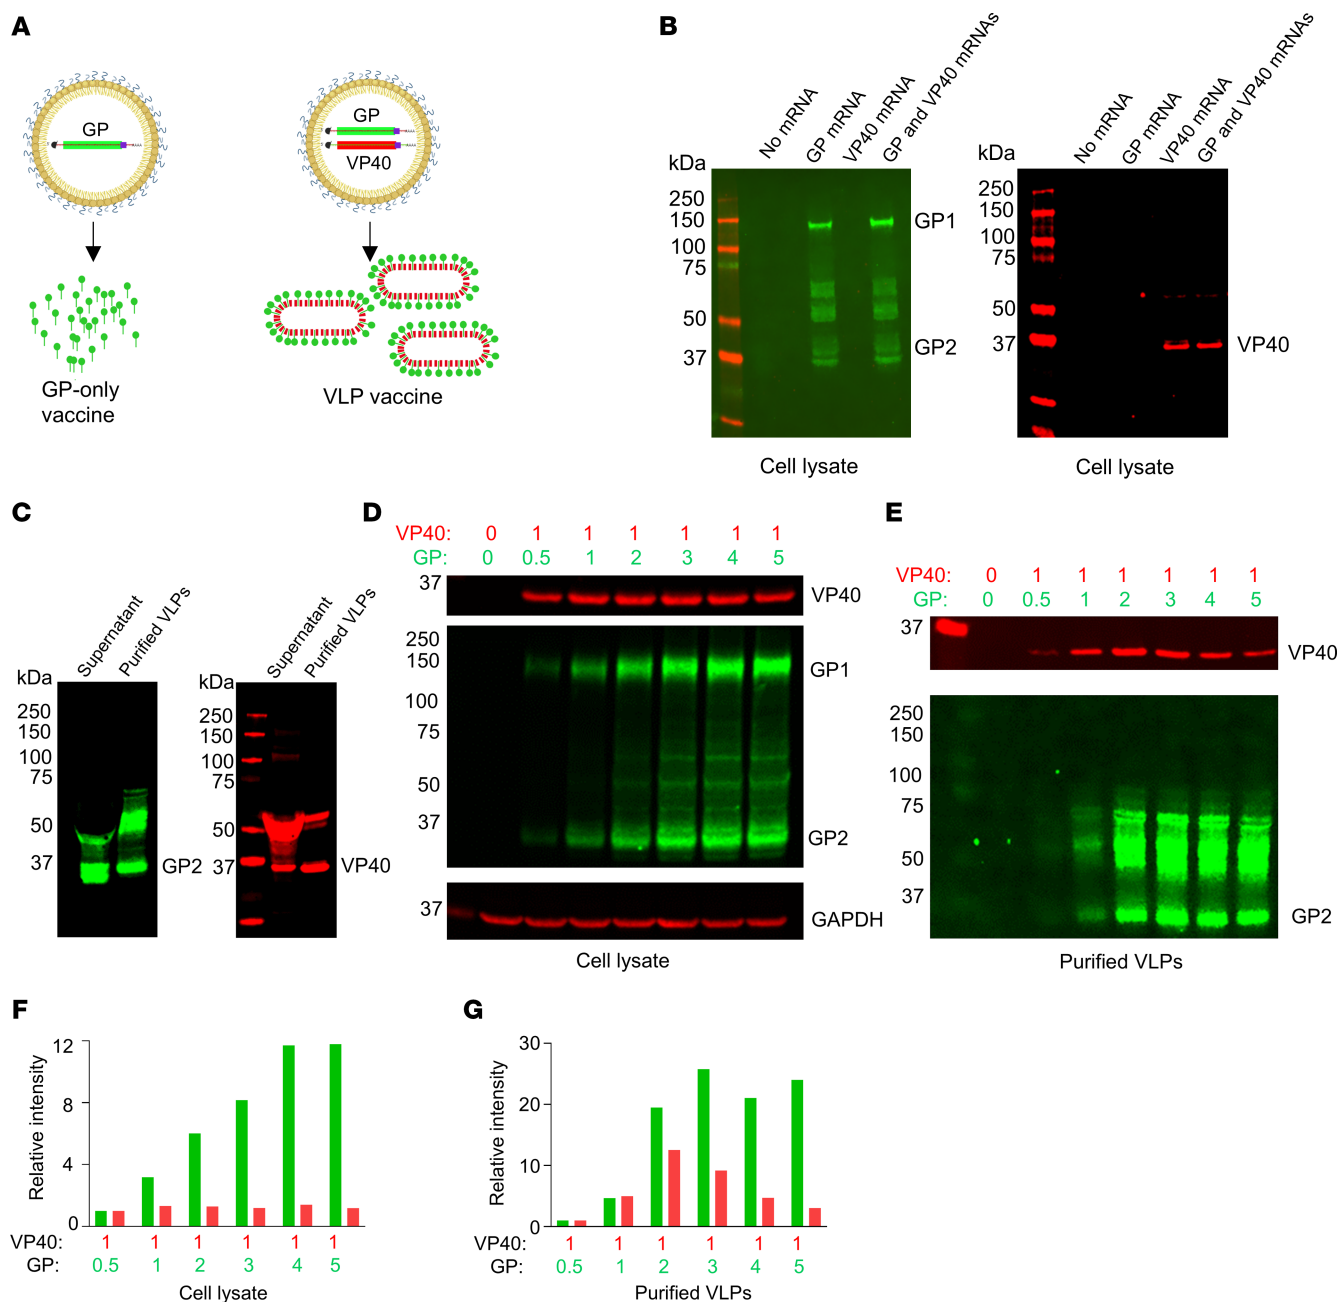 A
GP
GP
VP40
GP-only
vaccine
VLP vaccine
B
No mRNA
GP mRNA
VP40 mRNA
GP and VP40 mRNAs
kDa
250
150
100
75
50
37
GP1
GP2
Cell lysate
No mRNA
GP mRNA
VP40 mRNA
GP and VP40 mRNAs
kDa
250
150
100
75
50
37
VP40
Cell lysate
C
Supernatant
Purified VLPs
kDa
250
150
100
75
50
37
GP2
Supernatant
Purified VLPs
kDa
250
150
100
75
50
37
VP40
D
VP40: 0 1 1 1 1 1 1
GP: 0 0.5 1 2 3 4 5
37
VP40
250
150
100
75
50
37
GP1
GP2
37
GAPDH
Cell lysate
E
VP40: 0 1 1 1 1 1 1
GP: 0 0.5 1 2 3 4 5
37
VP40
250
150
100
75
50
37
GP2
Purified VLPs
F
Relative intensity
12
8
4
0
VP40: 1 1 1 1 1 1
GP: 0.5 1 2 3 4 5
Cell lysate
G
Relative intensity
30
20
10
0
VP40: 1 1 1 1 1 1
GP: 0.5 1 2 3 4 5
Purified VLPs